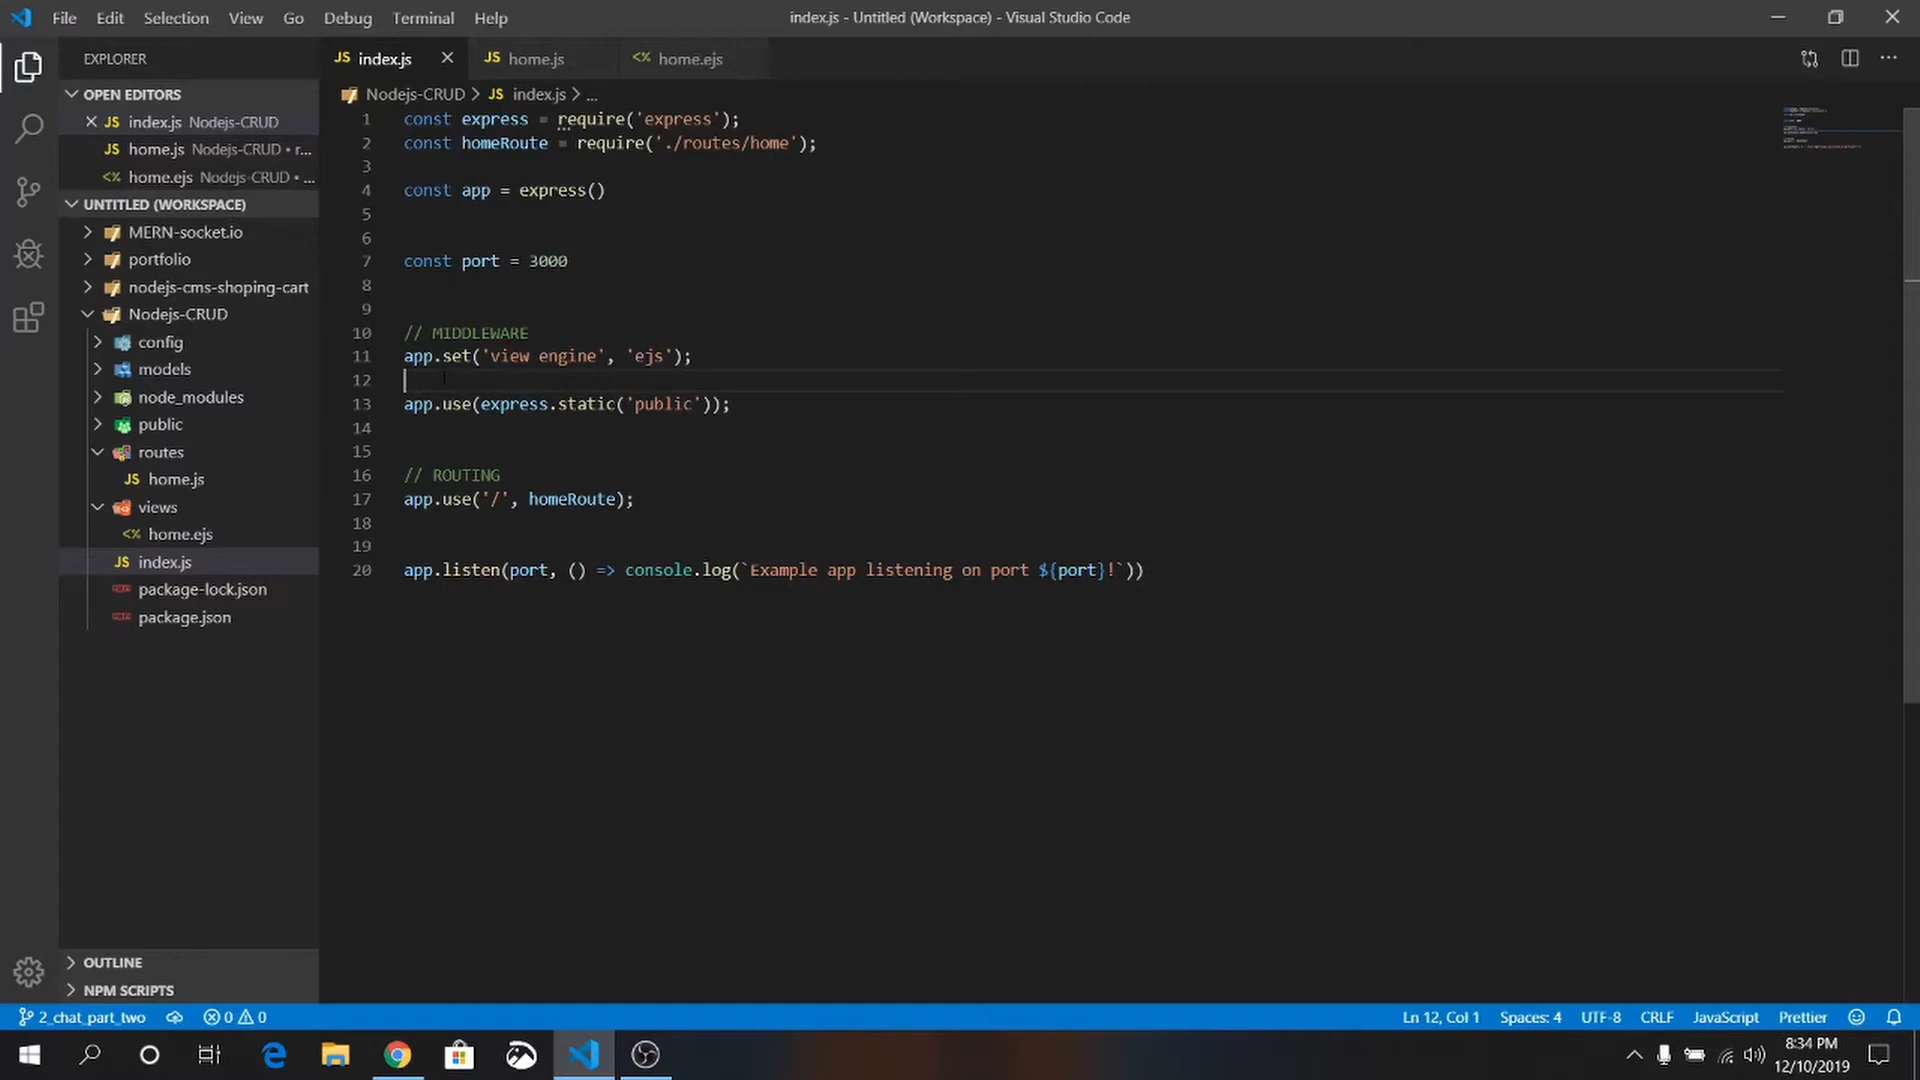 File Edit Selection View Go Debug Terminal Help
index.js - Untitled (Workspace) - Visual Studio Code
EXPLORER
OPEN EDITORS
index.js Nodejs-CRUD
home.js Nodejs-CRUD • r...
home.ejs Nodejs-CRUD • ...
UNTITLED (WORKSPACE)
MERN-socket.io
portfolio
nodejs-cms-shoping-cart
Nodejs-CRUD
config
models
node_modules
public
routes
JS home.js
views
<% home.ejs
JS index.js
package-lock.json
package.json
OUTLINE
NPM SCRIPTS
JS index.js
JS home.js
<% home.ejs
Nodejs-CRUD > JS index.js > ...
1 const express = require('express');
2 const homeRoute = require('./routes/home');
3
4 const app = express()
5
6
7 const port = 3000
8
9
10 // MIDDLEWARE
11 app.set('view engine', 'ejs');
12
13 app.use(express.static('public'));
14
15
16 // ROUTING
17 app.use('/', homeRoute);
18
19
20 app.listen(port, () => console.log(`Example app listening on port ${port}!`))
2_chat_part_two 0 0
Ln 12, Col 1 Spaces: 4 UTF-8 CRLF JavaScript Prettier
8:34 PM
12/10/2019